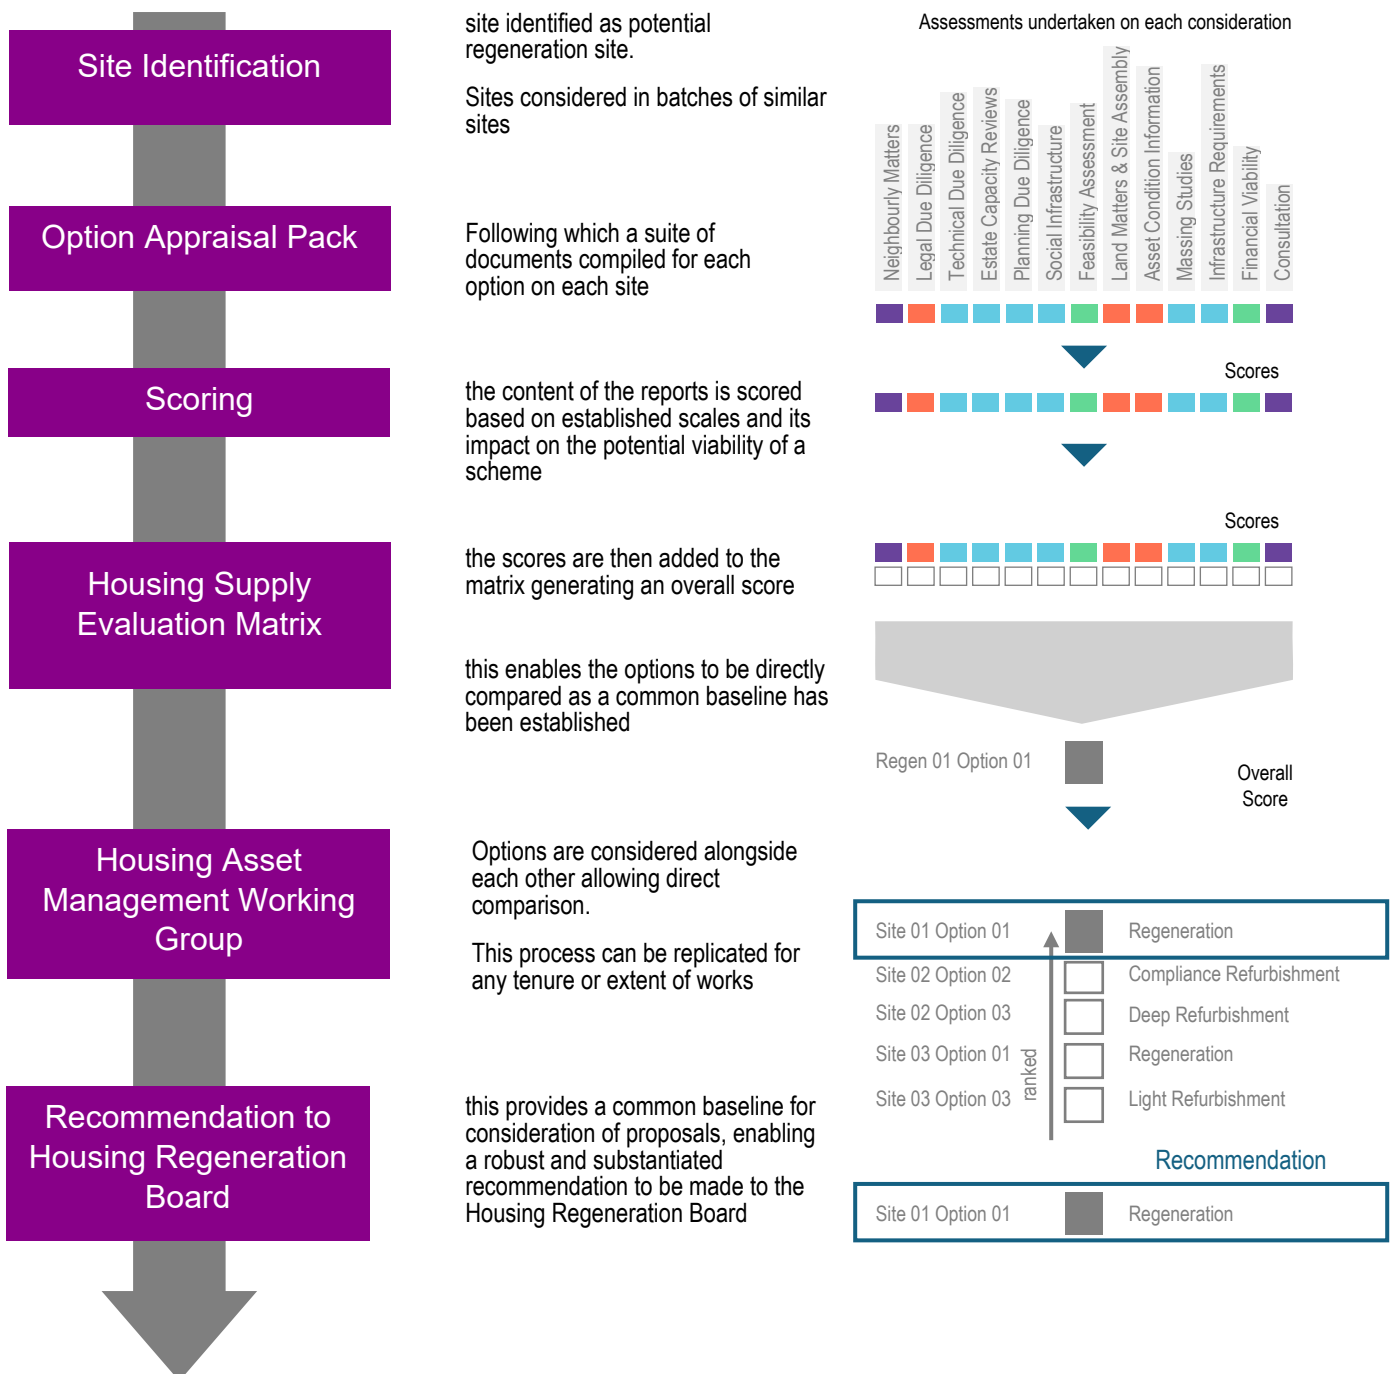 Site Identification
site identified as potential
regeneration site.
Sites considered in batches of similar
sites
Assessments undertaken on each consideration
Neighbourly Matters
Legal Due Diligence
Technical Due Diligence
Estate Capacity Reviews
Planning Due Diligence
Social Infrastructure
Feasibility Assessment
Land Matters & Site Assembly
Asset Condition Information
Massing Studies
Infrastructure Requirements
Financial Viability
Consultation
Option Appraisal Pack
Following which a suite of
documents compiled for each
option on each site
Scoring
the content of the reports is scored
based on established scales and its
impact on the potential viability of a
scheme
Scores
Housing Supply
Evaluation Matrix
the scores are then added to the
matrix generating an overall score
this enables the options to be directly
compared as a common baseline has
been established
Scores
Regen 01 Option 01
Overall
Score
Housing Asset
Management Working
Group
Options are considered alongside
each other allowing direct
comparison.
This process can be replicated for
any tenure or extent of works
Site 01 Option 01
Regeneration
Site 02 Option 02
Compliance Refurbishment
Site 02 Option 03
Deep Refurbishment
Site 03 Option 01
Regeneration
Site 03 Option 03
Light Refurbishment
ranked
Recommendation to
Housing Regeneration
Board
this provides a common baseline for
consideration of proposals, enabling
a robust and substantiated
recommendation to be made to the
Housing Regeneration Board
Recommendation
Site 01 Option 01
Regeneration